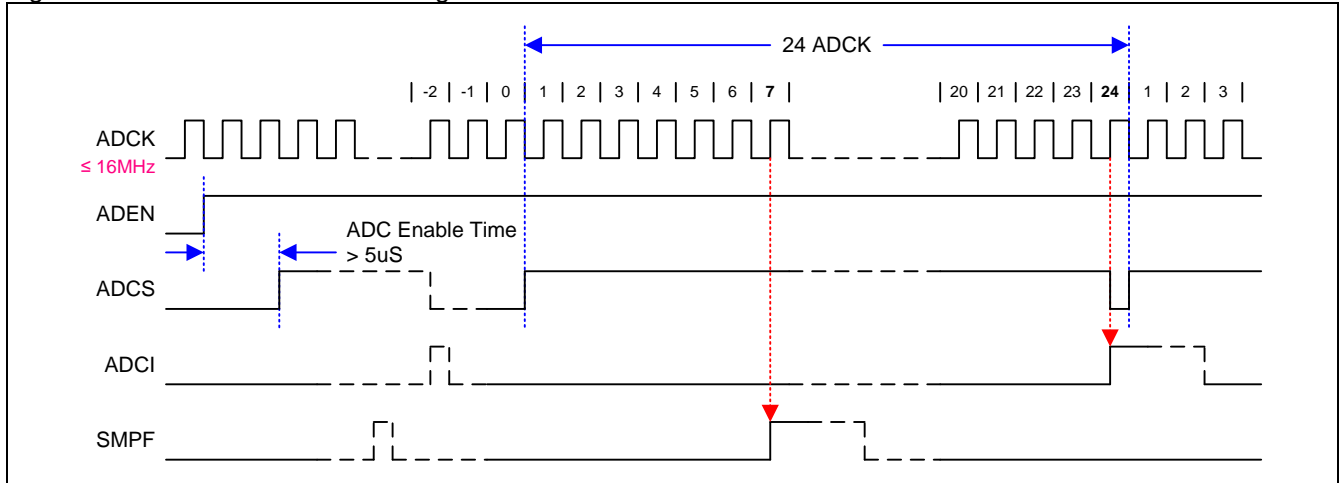 24 ADCK
| -2 | -1 | 0 | 1 | 2 | 3 | 4 | 5 | 6 | 7 | | 20 | 21 | 22 | 23 | 24 | 1 | 2 | 3 |
ADCK
≤ 16MHz
ADEN
ADC Enable Time
> 5uS
ADCS
ADCI
SMPF